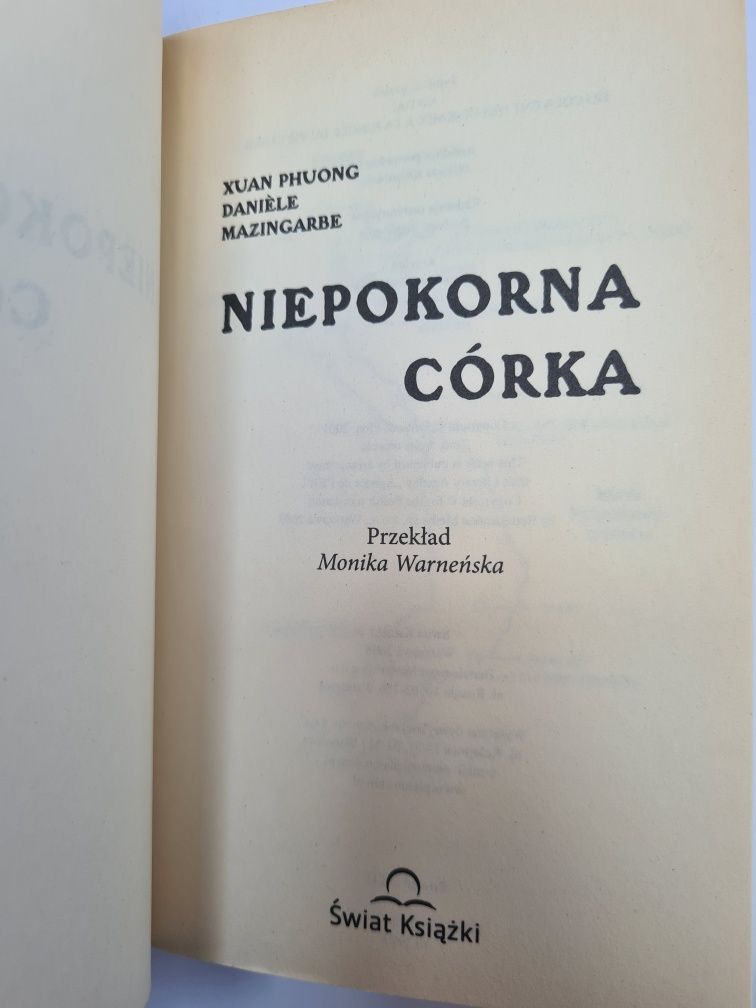 XUAN PHUONG
DANIÈLE
MAZINGARBE
NIEPOKORNA
CÓRKA
Przekład
Monika Warneńska
Świat Książki